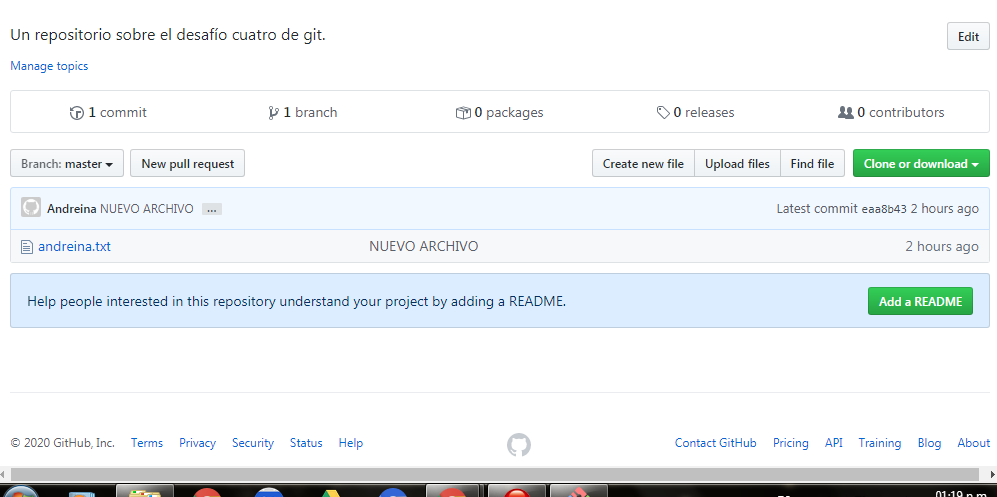 Un repositorio sobre el desafío cuatro de git.
Edit
Manage topics
1 commit 1 branch 0 packages 0 releases 0 contributors
Branch: master New pull request Create new file Upload files Find file Clone or download
Andreina NUEVO ARCHIVO ... Latest commit eaa8b43 2 hours ago
andreina.txt NUEVO ARCHIVO 2 hours ago
Help people interested in this repository understand your project by adding a README. Add a README
© 2020 GitHub, Inc. Terms Privacy Security Status Help Contact GitHub Pricing API Training Blog About
01:19 p.m.